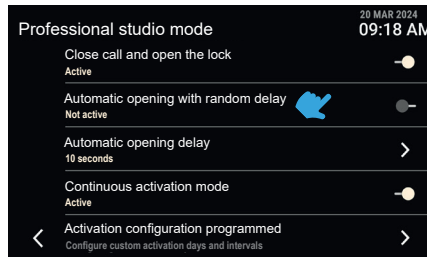 20 MAR 2024
Professional studio mode
09:18 AM
Close call and open the lock
Active
Automatic opening with random delay
Not active
Automatic opening delay
10 seconds
Continuous activation mode
Active
Activation configuration programmed
Configure custom activation days and intervals